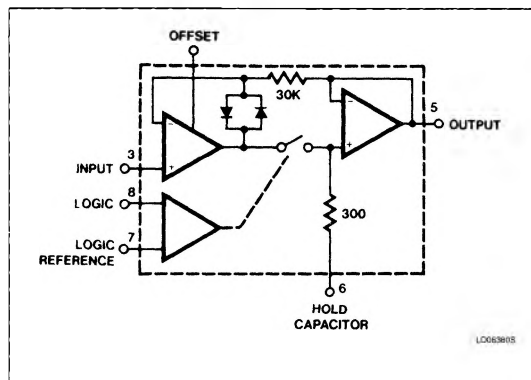 OFFSET
30K
5
OUTPUT
3
INPUT
8
LOGIC
7
LOGIC
REFERENCE
300
6
HOLD
CAPACITOR